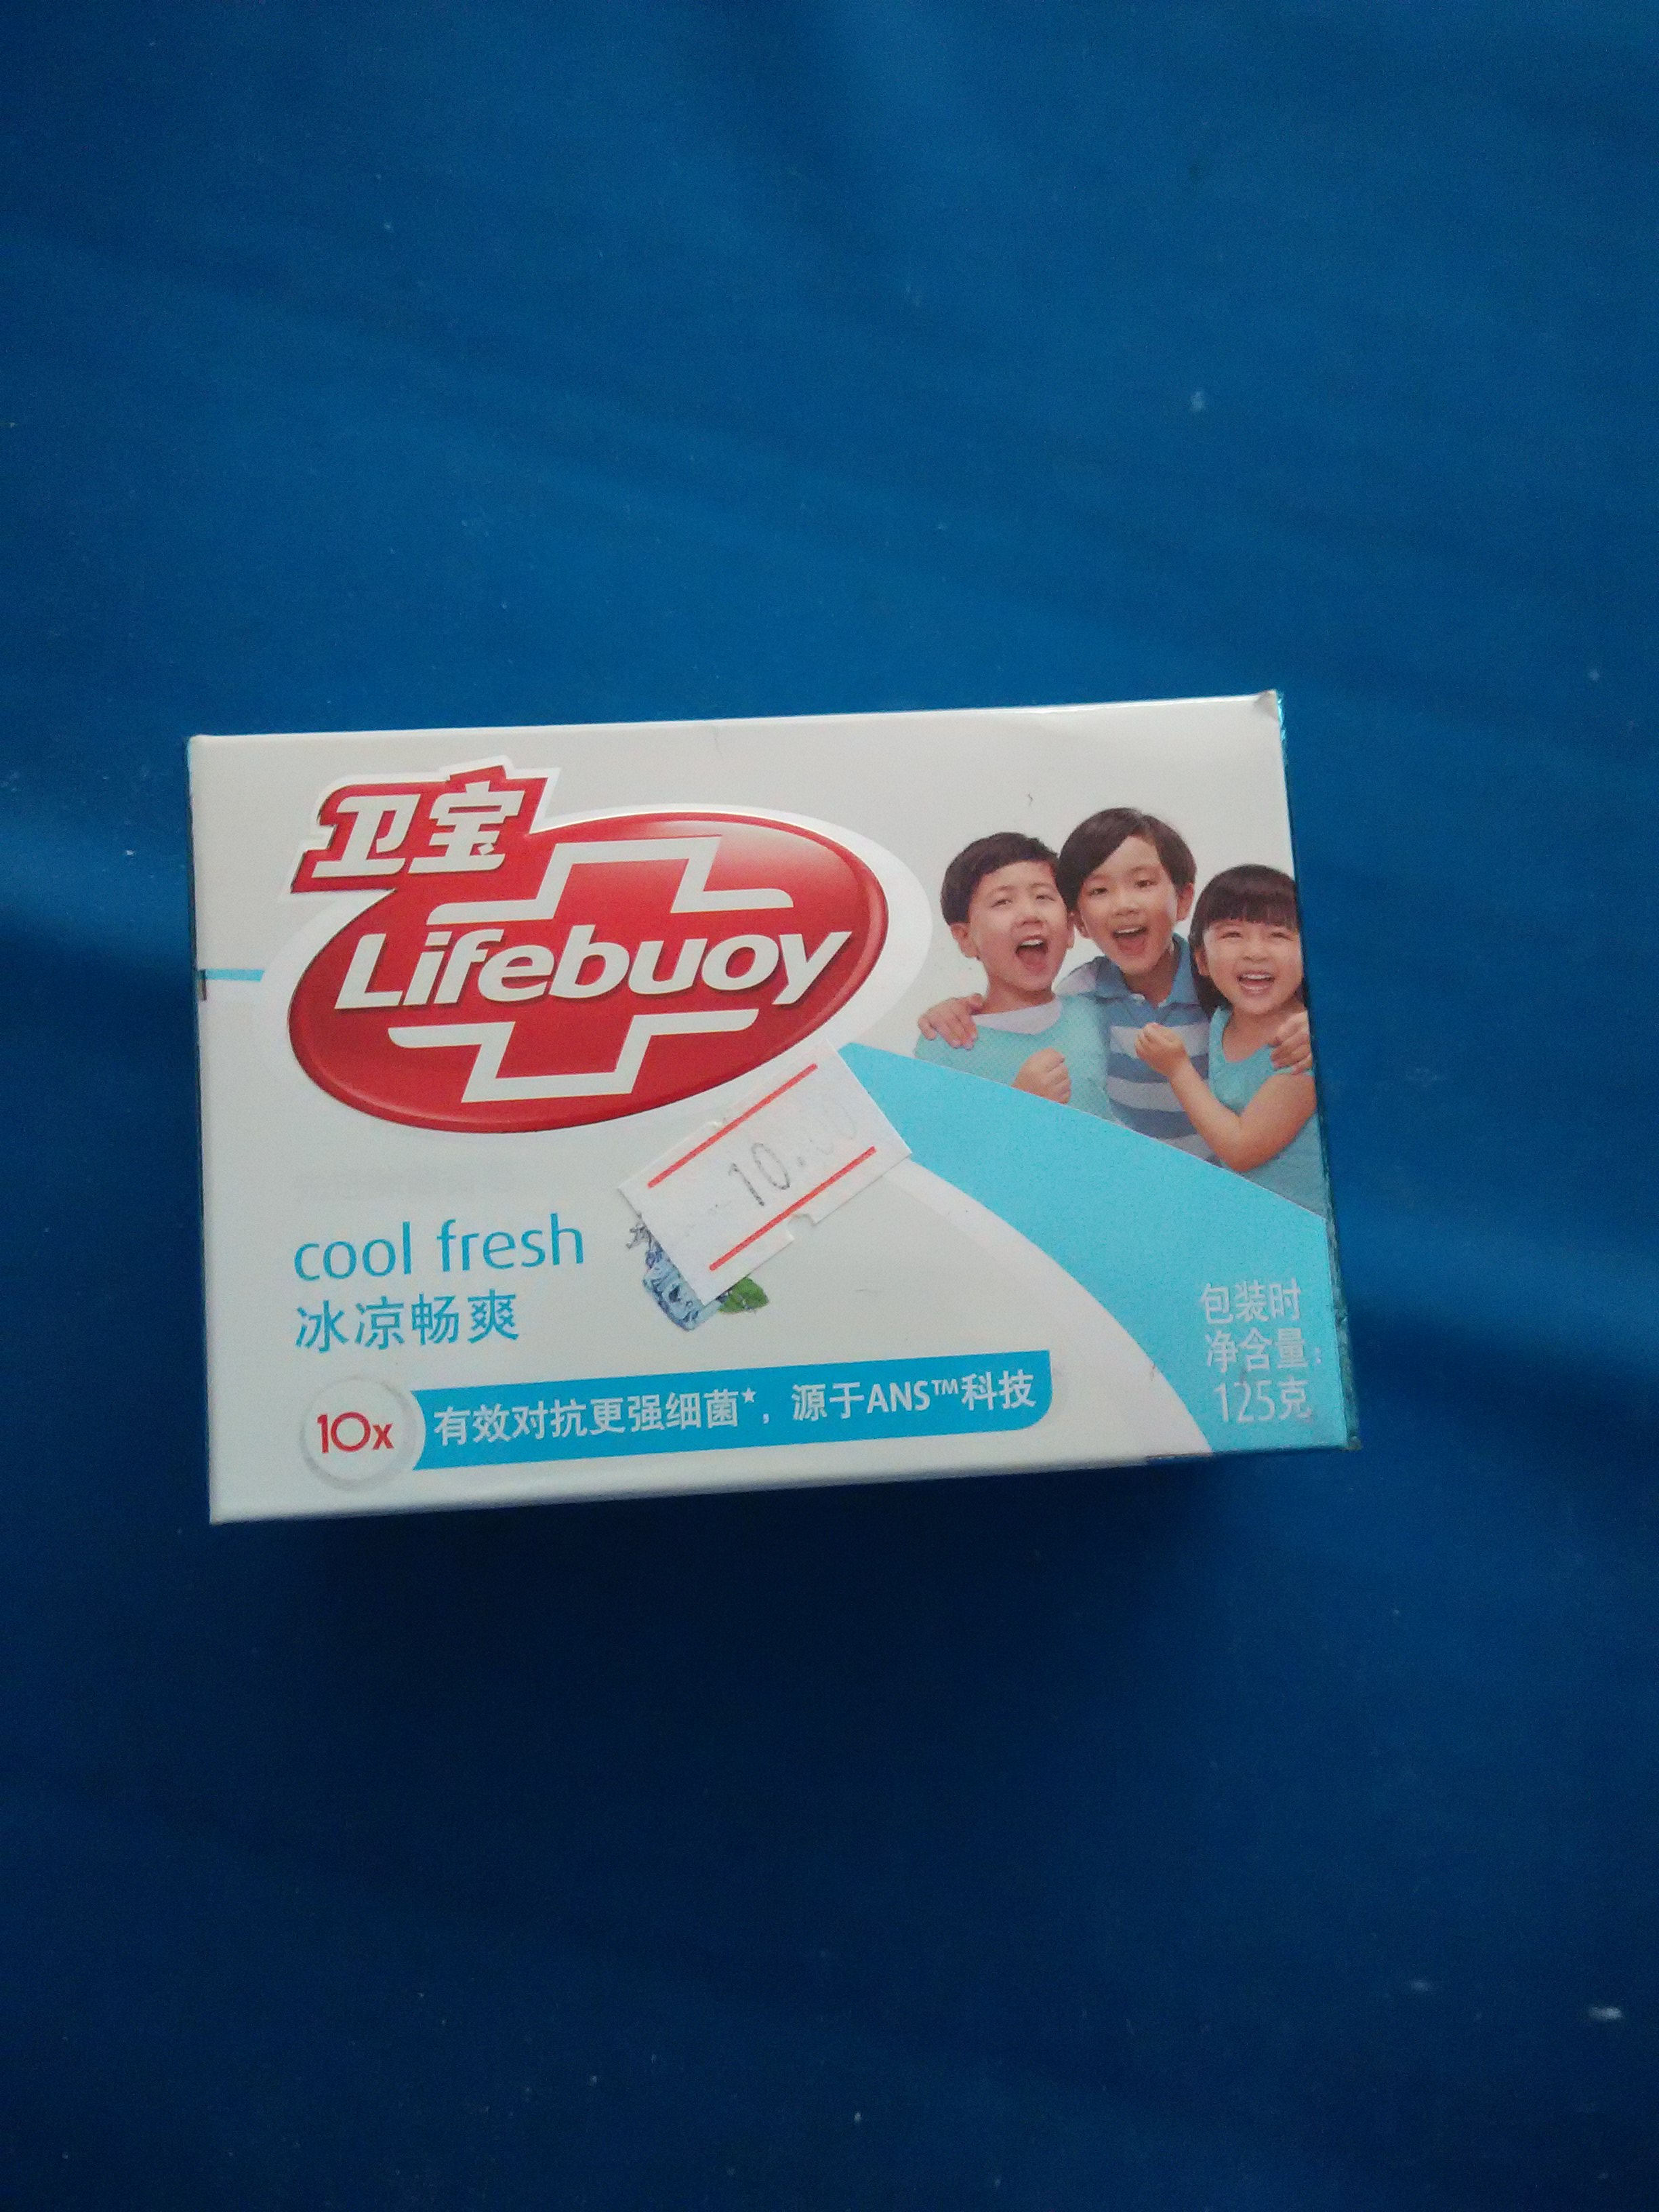 卫宝
Lifebuoy
10.00
cool fresh
冰凉畅爽
10x
有效对抗更强细菌*，源于ANS™科技
包装时
净含量：
125克